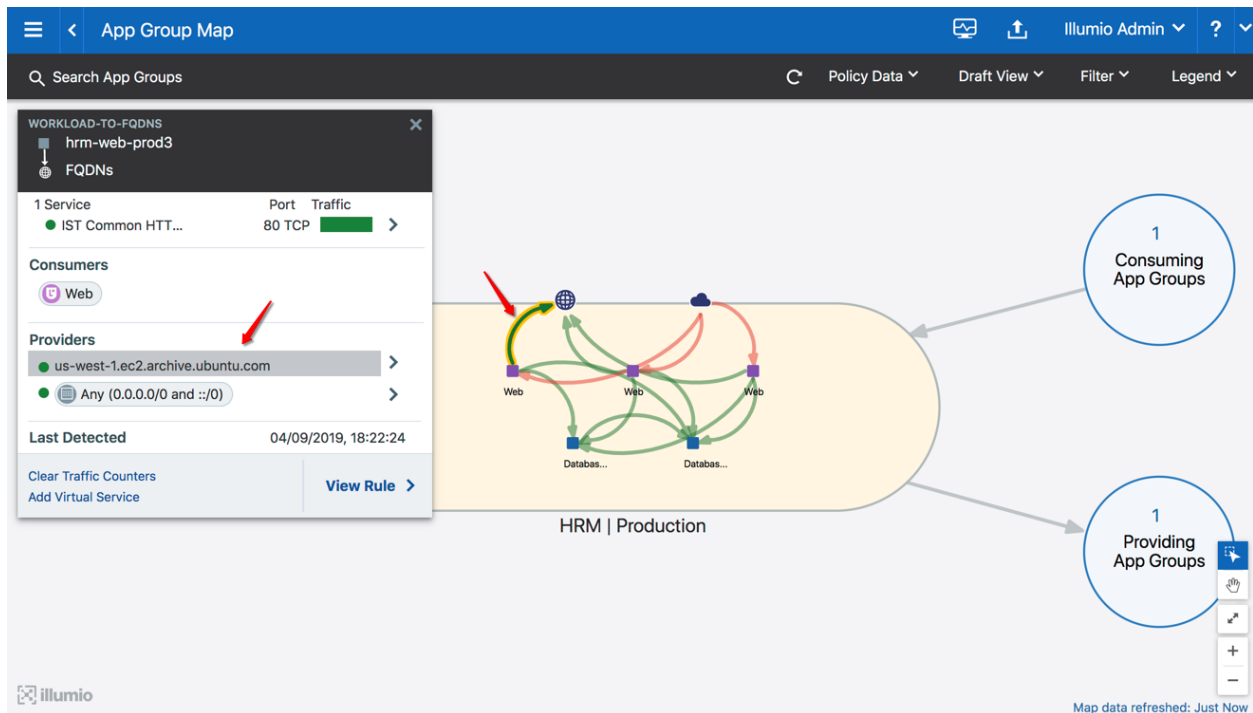 App Group Map
Illumio Admin
?
Search App Groups
Policy Data
Draft View
Filter
Legend
WORKLOAD-TO-FQDNS
hrm-web-prod3
FQDNs
1 Service Port Traffic
IST Common HTT... 80 TCP
Consumers
Web
Providers
us-west-1.ec2.archive.ubuntu.com
Any (0.0.0.0/0 and ::/0)
Last Detected 04/09/2019, 18:22:24
Clear Traffic Counters
Add Virtual Service
View Rule
Web
Web
Web
Databas...
Databas...
HRM | Production
1
Consuming
App Groups
1
Providing
App Groups
illumio
Map data refreshed: Just Now